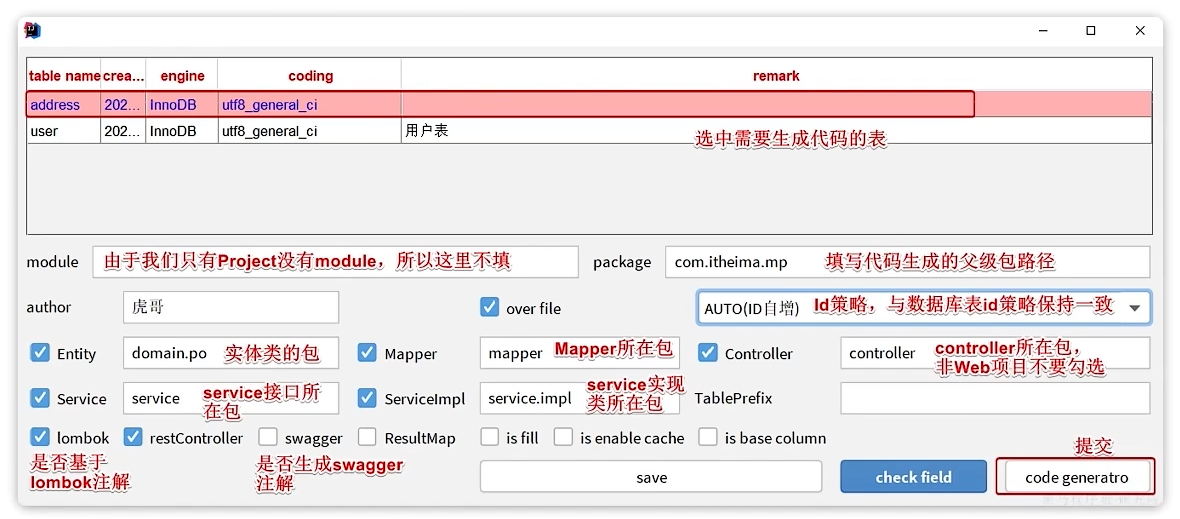 table name crea... engine coding remark
address 202... InnoDB utf8_general_ci
user 202... InnoDB utf8_general_ci 用户表
选中需要生成代码的表
module 由于我们只有Project没有module，所以这里不填 package com.itheima.mp 填写代码生成的父级包路径
author 虎哥 over file AUTO(ID自增) Id策略，与数据库表id策略保持一致
Entity domain.po 实体类的包 Mapper mapper Mapper所在包 Controller controller controller所在包，
非Web项目不要勾选
Service service service接口所
在包
ServiceImpl service.impl service实现
类所在包
TablePrefix
lombok restController swagger ResultMap is fill is enable cache is base column
是否基于
lombok注解
是否生成swagger
注解
提交
save check field code generatro